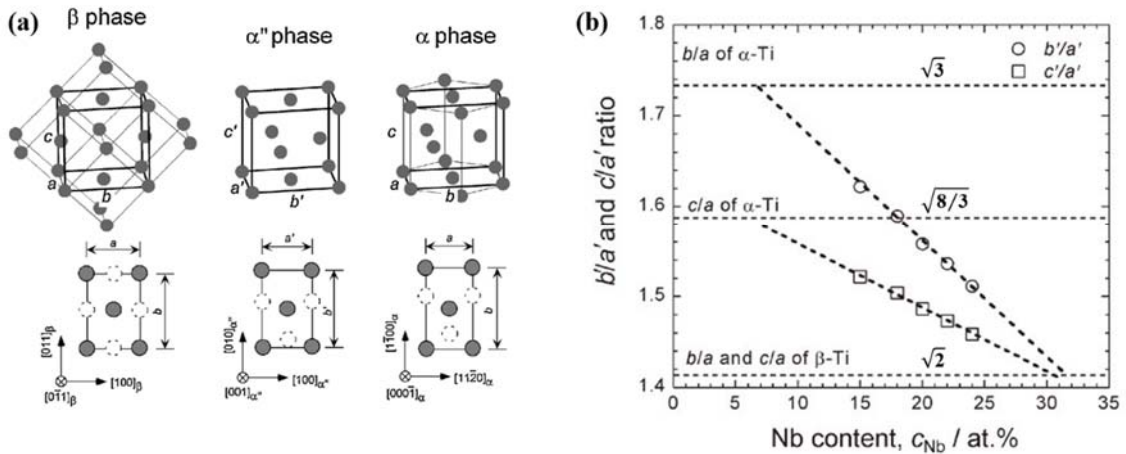 (a)
β phase
α" phase
α phase
c
a
b
c'
a'
b'
c
a
b
a
b
[011]β
[100]β
[01̄1]β
a'
b'
[010]α"
[100]α"
[001]α"
a
b
[11̄00]α
[112̄0]α
[0001̄]α
(b)
1.8
1.7
1.6
1.5
1.4
b'/a' and c'/a' ratio
b/a of α-Ti
√3
b'/a'
c'/a'
c/a of α-Ti
√8/3
b/a and c/a of β-Ti
√2
0 5 10 15 20 25 30 35
Nb content, cNb / at.%